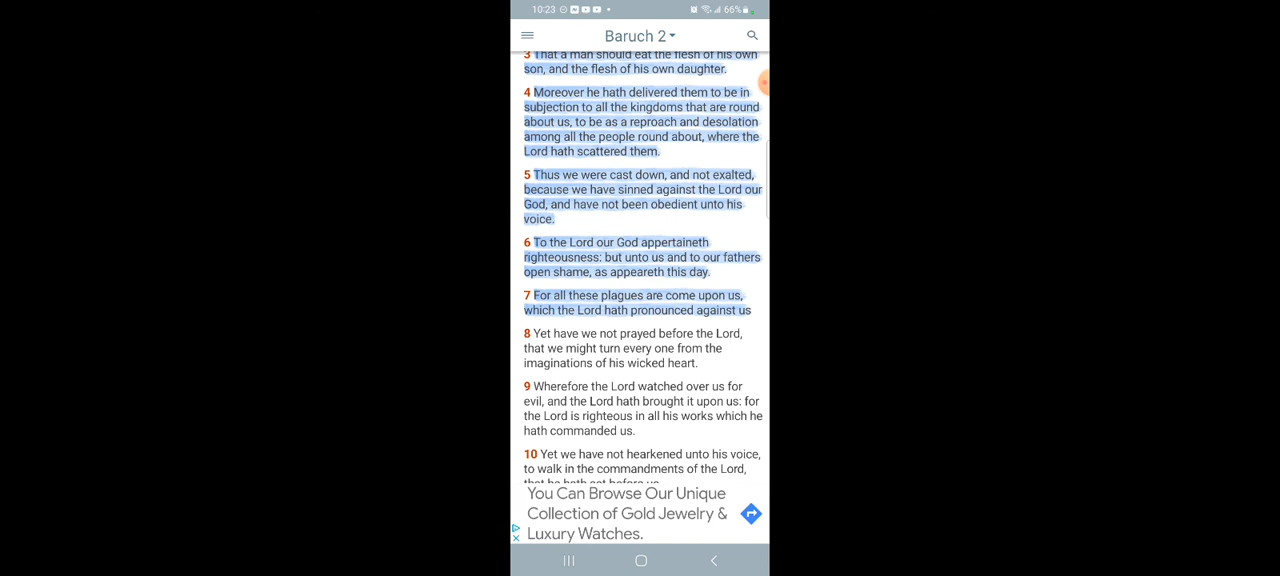 10:23
66%
Baruch 2
3 That a man should eat the flesh of his own
son, and the flesh of his own daughter.
4 Moreover he hath delivered them to be in
subjection to all the kingdoms that are round
about us, to be as a reproach and desolation
among all the people round about, where the
Lord hath scattered them.
5 Thus we were cast down, and not exalted,
because we have sinned against the Lord our
God, and have not been obedient unto his
voice.
6 To the Lord our God appertaineth
righteousness: but unto us and to our fathers
open shame, as appeareth this day.
7 For all these plagues are come upon us,
which the Lord hath pronounced against us
8 Yet have we not prayed before the Lord,
that we might turn every one from the
imaginations of his wicked heart.
9 Wherefore the Lord watched over us for
evil, and the Lord hath brought it upon us: for
the Lord is righteous in all his works which he
hath commanded us.
10 Yet we have not hearkened unto his voice,
to walk in the commandments of the Lord,
that he hath set before us
You Can Browse Our Unique
Collection of Gold Jewelry &
Luxury Watches.